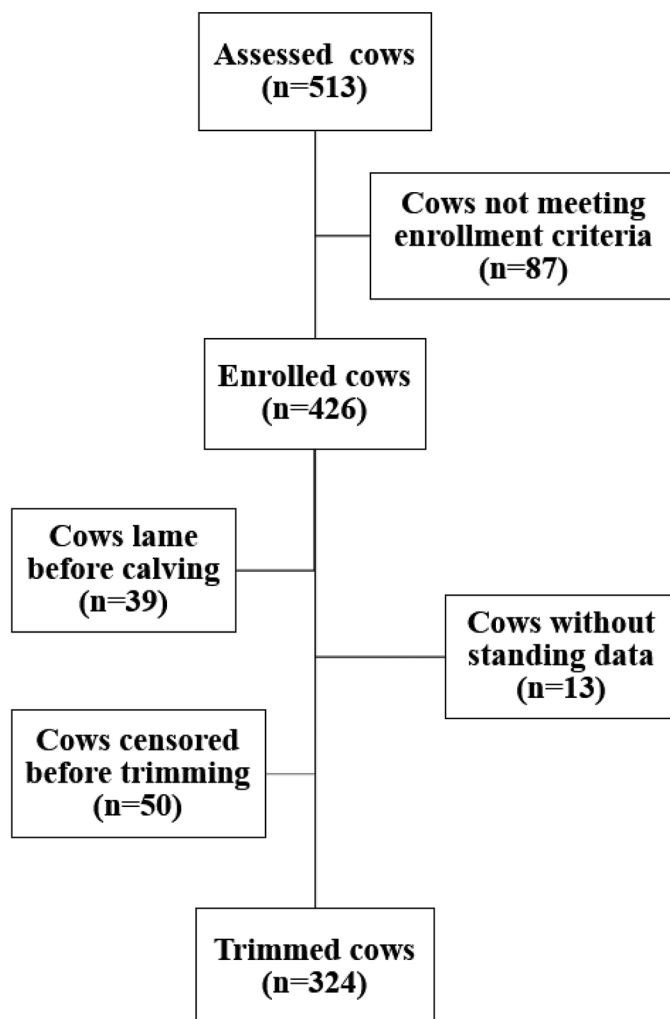 Assessed cows
(n=513)
Cows not meeting
enrollment criteria
(n=87)
Enrolled cows
(n=426)
Cows lame
before calving
(n=39)
Cows without
standing data
(n=13)
Cows censored
before trimming
(n=50)
Trimmed cows
(n=324)